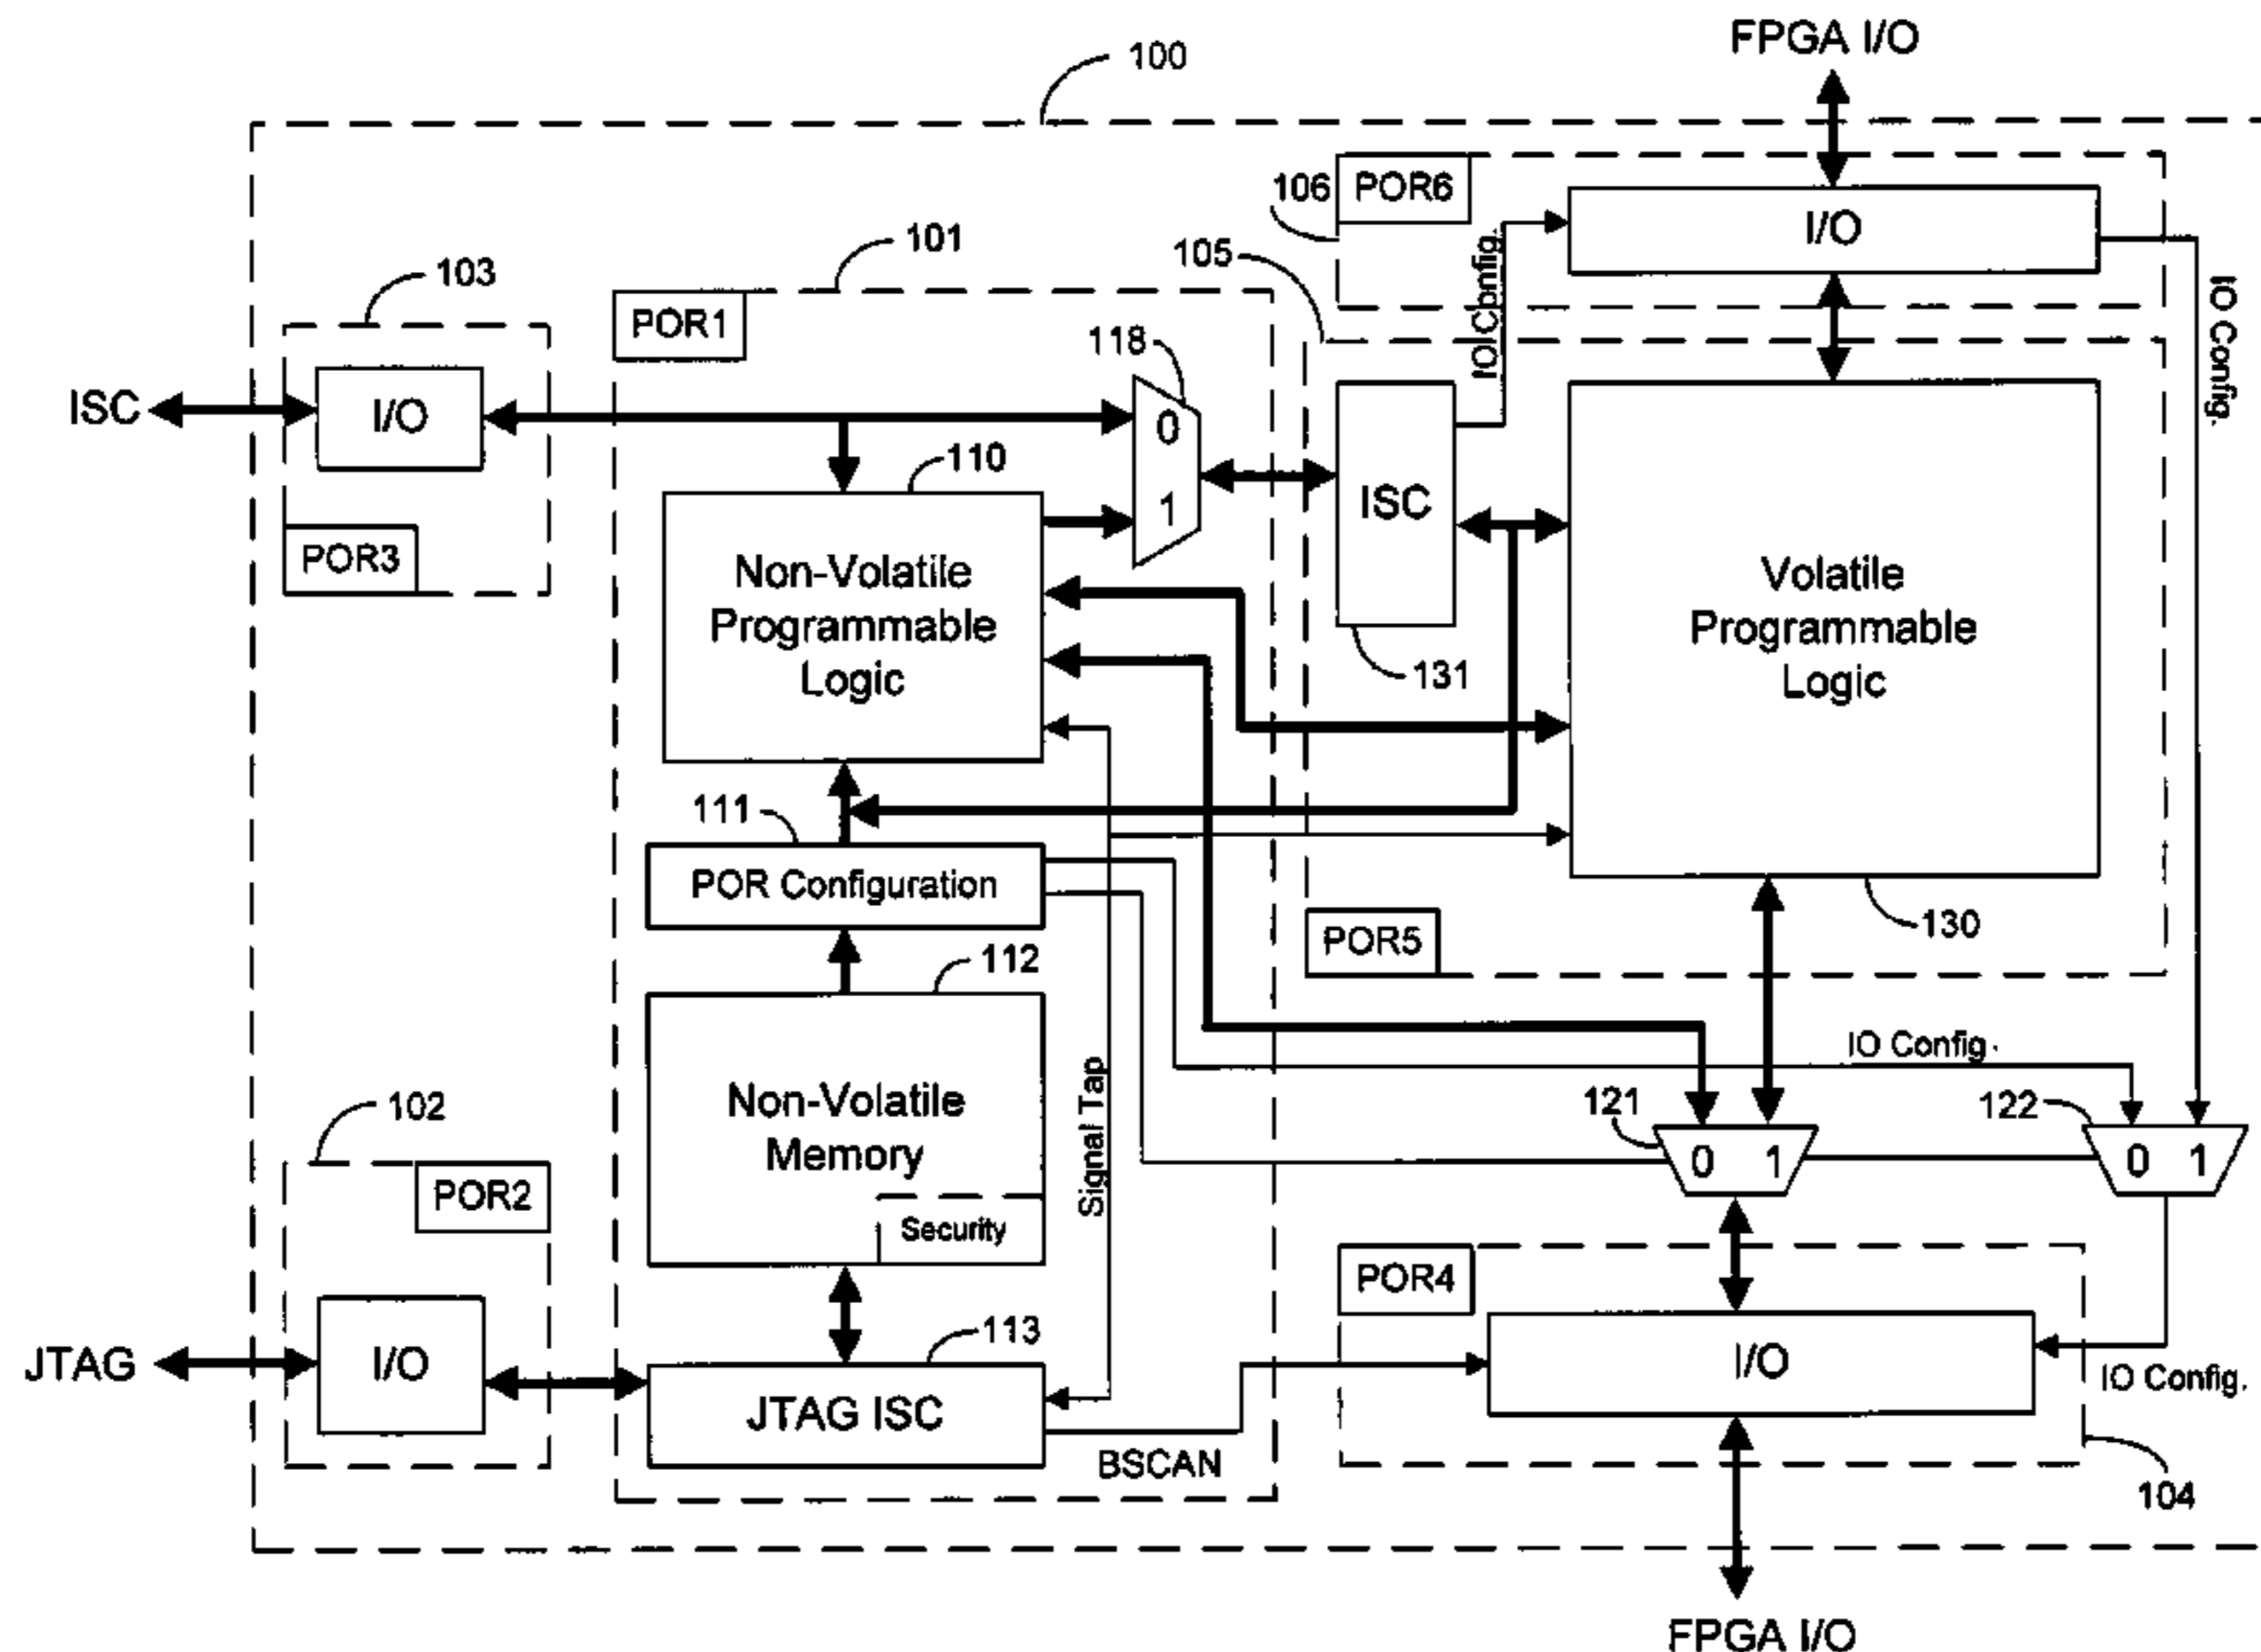 FPGA I/O
100
106
POR6
I/O
IO Config.
IO Config.
103
101
105
POR1
118
ISC
I/O
0
1
110
ISC
POR3
Non-Volatile
Programmable
Logic
131
Volatile
Programmable
Logic
111
POR Configuration
130
POR5
112
Non-Volatile
Memory
Security
Signal Tap
IO Config.
121
0 1
122
0 1
102
POR2
POR4
JTAG
I/O
113
JTAG ISC
BSCAN
I/O
IO Config.
104
FPGA I/O